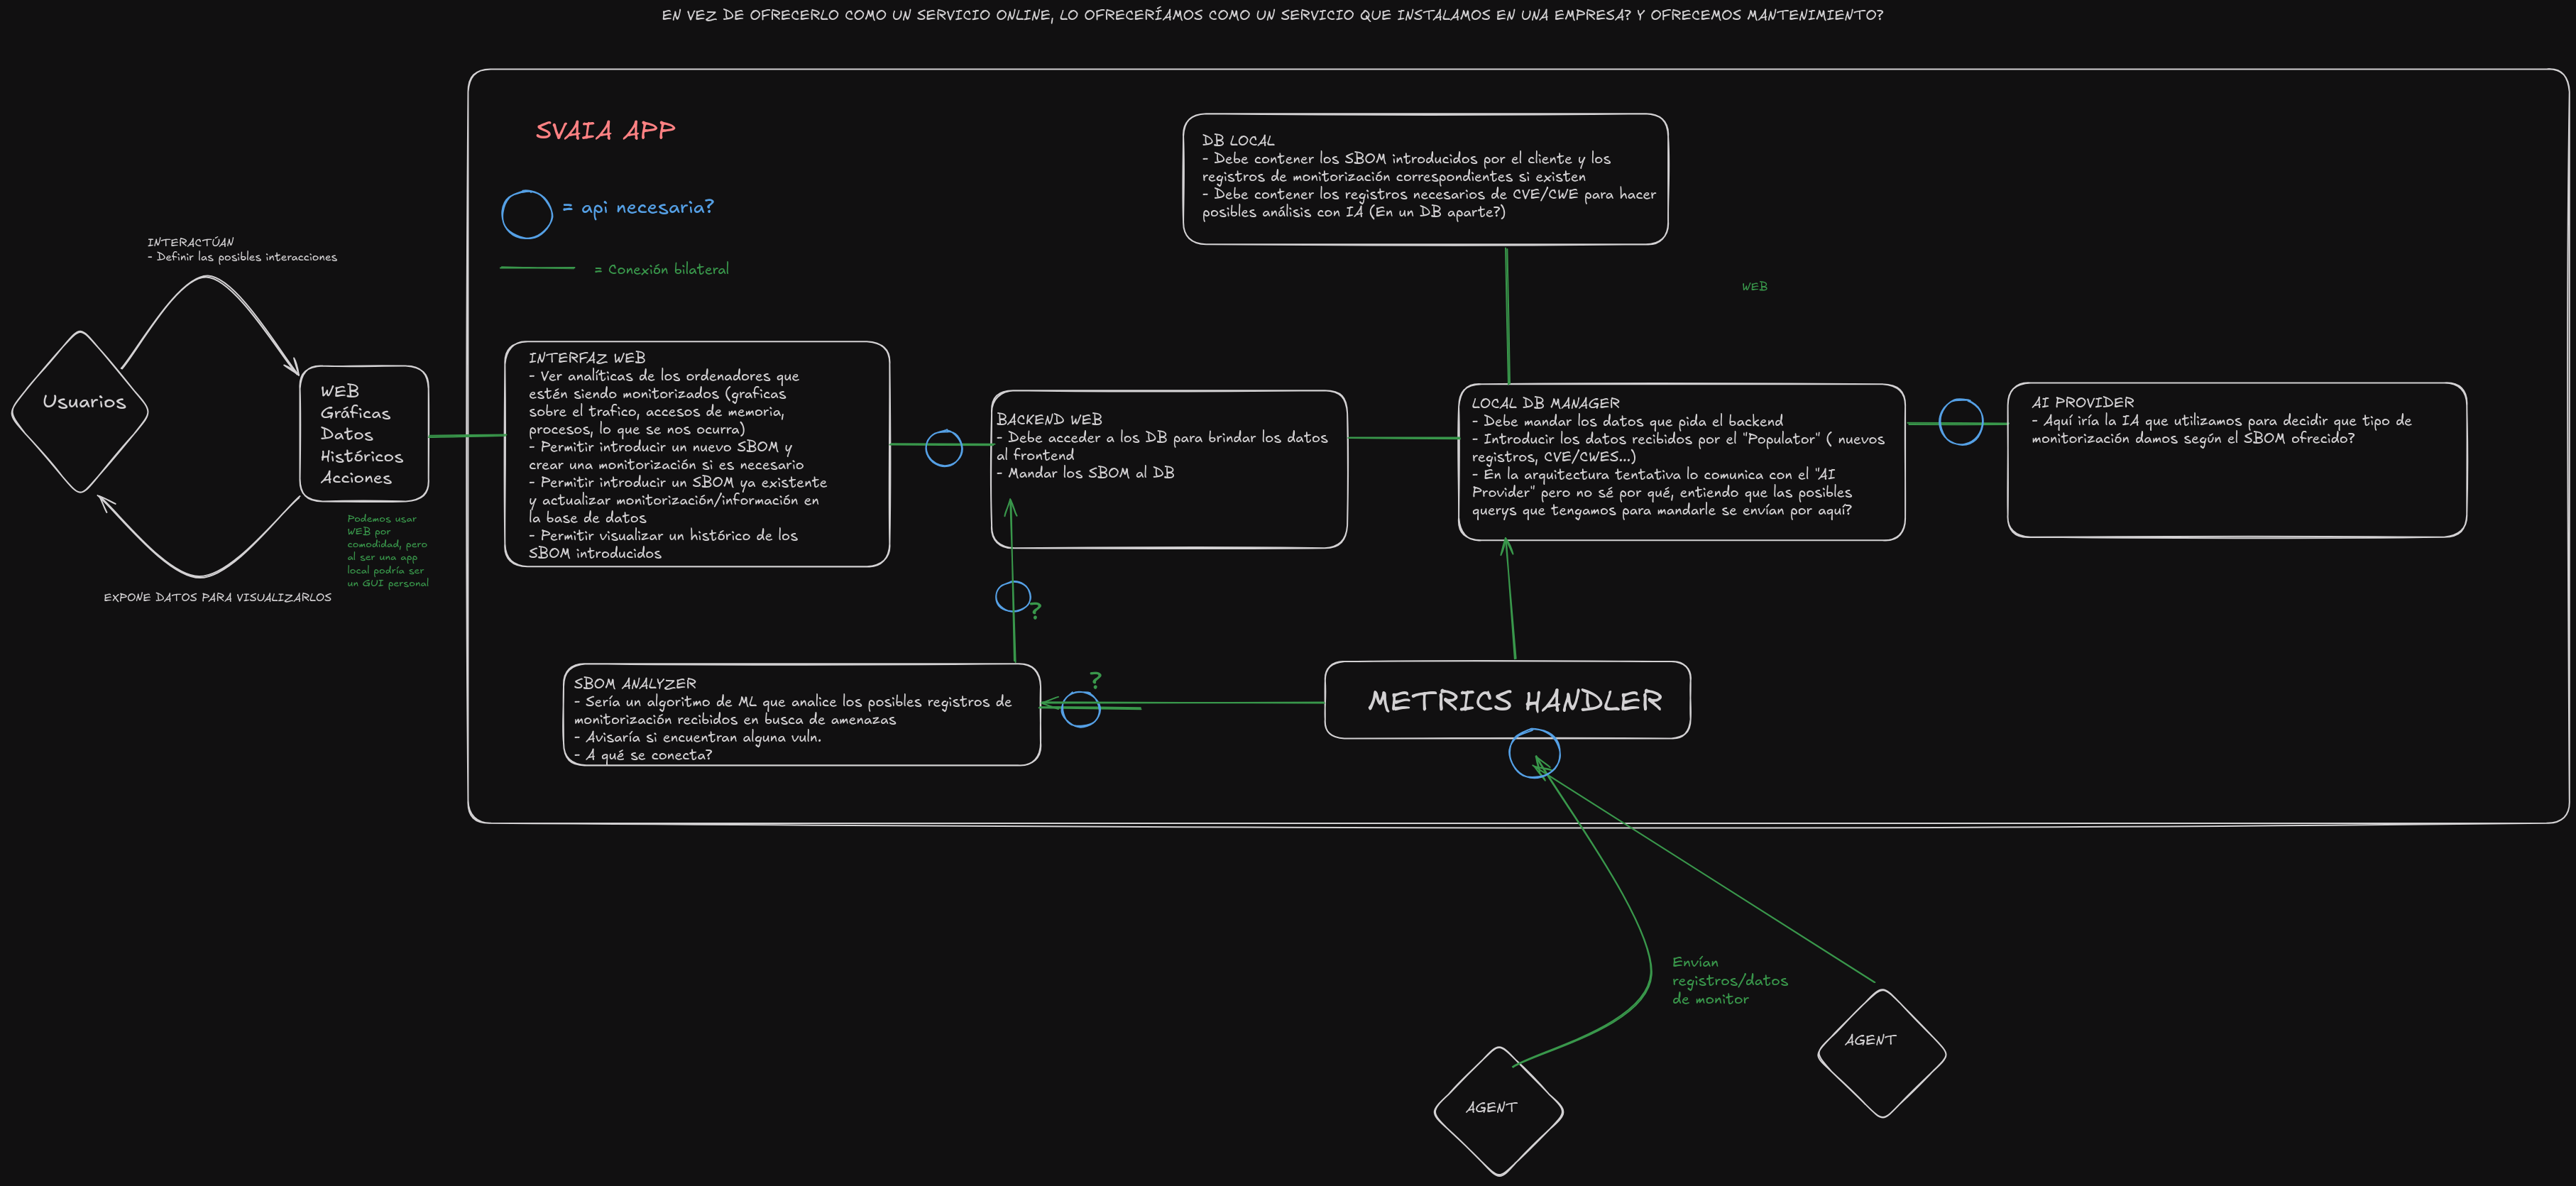 EN VEZ DE OFRECERLO COMO UN SERVICIO ONLINE, LO OFRECERÍAMOS COMO UN SERVICIO QUE INSTALAMOS EN UNA EMPRESA? Y OFRECEMOS MANTENIMIENTO?
SVAIA APP
= api necesaria?
= Conexión bilateral
DB LOCAL
- Debe contener los SBOM introducidos por el cliente y los
registros de monitorización correspondientes si existen
- Debe contener los registros necesarios de CVE/CWE para hacer
posibles análisis con IA (En un DB aparte?)
WEB
INTERACTÚAN
- Definir las posibles interacciones
Usuarios
WEB
Gráficas
Datos
Históricos
Acciones
Podemos usar
WEB por
comodidad, pero
al ser una app
local podría ser
un GUI personal
EXPONE DATOS PARA VISUALIZARLOS
INTERFAZ WEB
- Ver analíticas de los ordenadores que
estén siendo monitorizados (graficas
sobre el trafico, accesos de memoria,
procesos, lo que se nos ocurra)
- Permitir introducir un nuevo SBOM y
crear una monitorización si es necesario
- Permitir introducir un SBOM ya existente
y actualizar monitorización/información en
la base de datos
- Permitir visualizar un histórico de los
SBOM introducidos
BACKEND WEB
- Debe acceder a los DB para brindar los datos
al frontend
- Mandar los SBOM al DB
LOCAL DB MANAGER
- Debe mandar los datos que pida el backend
- Introducir los datos recibidos por el "Populator" ( nuevos
registros, CVE/CWES...)
- En la arquitectura tentativa lo comunica con el "AI
Provider" pero no sé por qué, entiendo que las posibles
querys que tengamos para mandarle se envían por aquí?
AI PROVIDER
- Aquí iría la IA que utilizamos para decidir que tipo de
monitorización damos según el SBOM ofrecido?
?
?
SBOM ANALYZER
- Sería un algoritmo de ML que analice los posibles registros de
monitorización recibidos en busca de amenazas
- Avisaría si encuentran alguna vuln.
- A qué se conecta?
METRICS HANDLER
Envían
registros/datos
de monitor
AGENT
AGENT